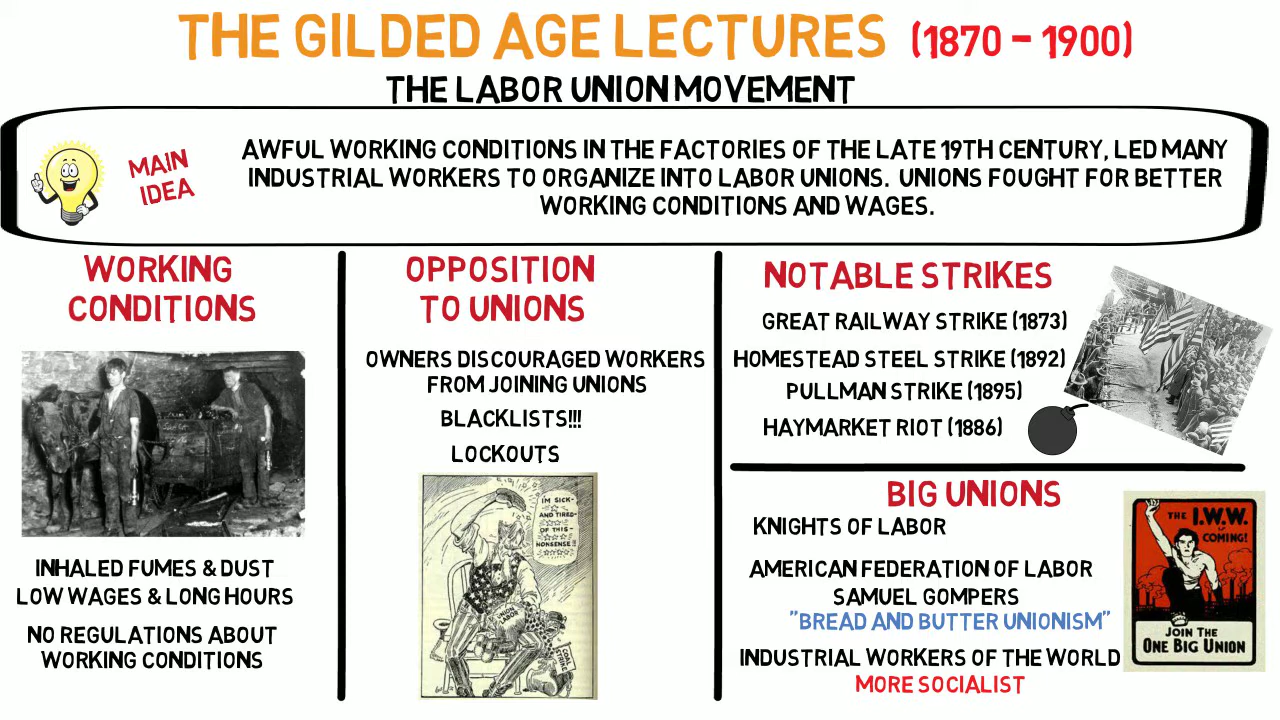 THE GILDED AGE LECTURES (1870 - 1900)
THE LABOR UNION MOVEMENT
MAIN
IDEA
AWFUL WORKING CONDITIONS IN THE FACTORIES OF THE LATE 19TH CENTURY, LED MANY
INDUSTRIAL WORKERS TO ORGANIZE INTO LABOR UNIONS. UNIONS FOUGHT FOR BETTER
WORKING CONDITIONS AND WAGES.
WORKING
CONDITIONS
INHALED FUMES & DUST
LOW WAGES & LONG HOURS
NO REGULATIONS ABOUT
WORKING CONDITIONS
OPPOSITION
TO UNIONS
OWNERS DISCOURAGED WORKERS
FROM JOINING UNIONS
BLACKLISTS!!!
LOCKOUTS
IM SICK-
AND TIRED-
OF THIS-
NONSENSE!!
COAL
STRIKE
NOTABLE STRIKES
GREAT RAILWAY STRIKE (1873)
HOMESTEAD STEEL STRIKE (1892)
PULLMAN STRIKE (1895)
HAYMARKET RIOT (1886)
BIG UNIONS
KNIGHTS OF LABOR
AMERICAN FEDERATION OF LABOR
SAMUEL GOMPERS
"BREAD AND BUTTER UNIONISM"
INDUSTRIAL WORKERS OF THE WORLD
MORE SOCIALIST
THE I.W.W.
IS
COMING!
JOIN THE
ONE BIG UNION